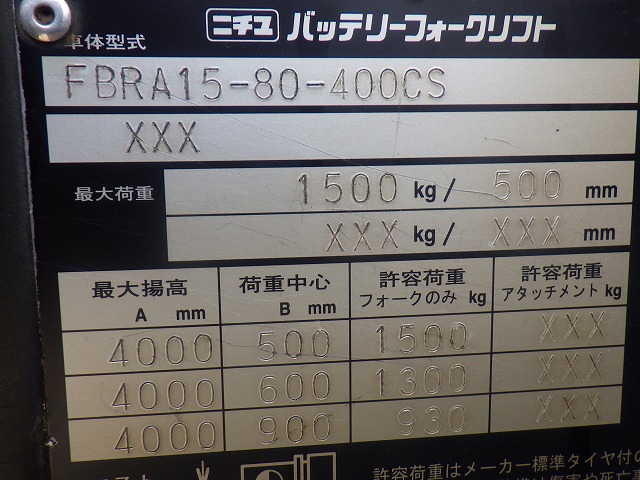 ニチユ バッテリーフォークリフト
車体型式
FBRA15-80-400CS
XXX
最大荷重 1500 kg/ 500 mm
XXX kg/ XXX mm
最大揚高 荷重中心 許容荷重 許容荷重
A mm B mm フォークのみ kg アタッチメント kg
4000 500 1500 XXX
4000 600 1300 XXX
4000 900 930 XXX
許容荷重はメーカー標準タイヤ付の